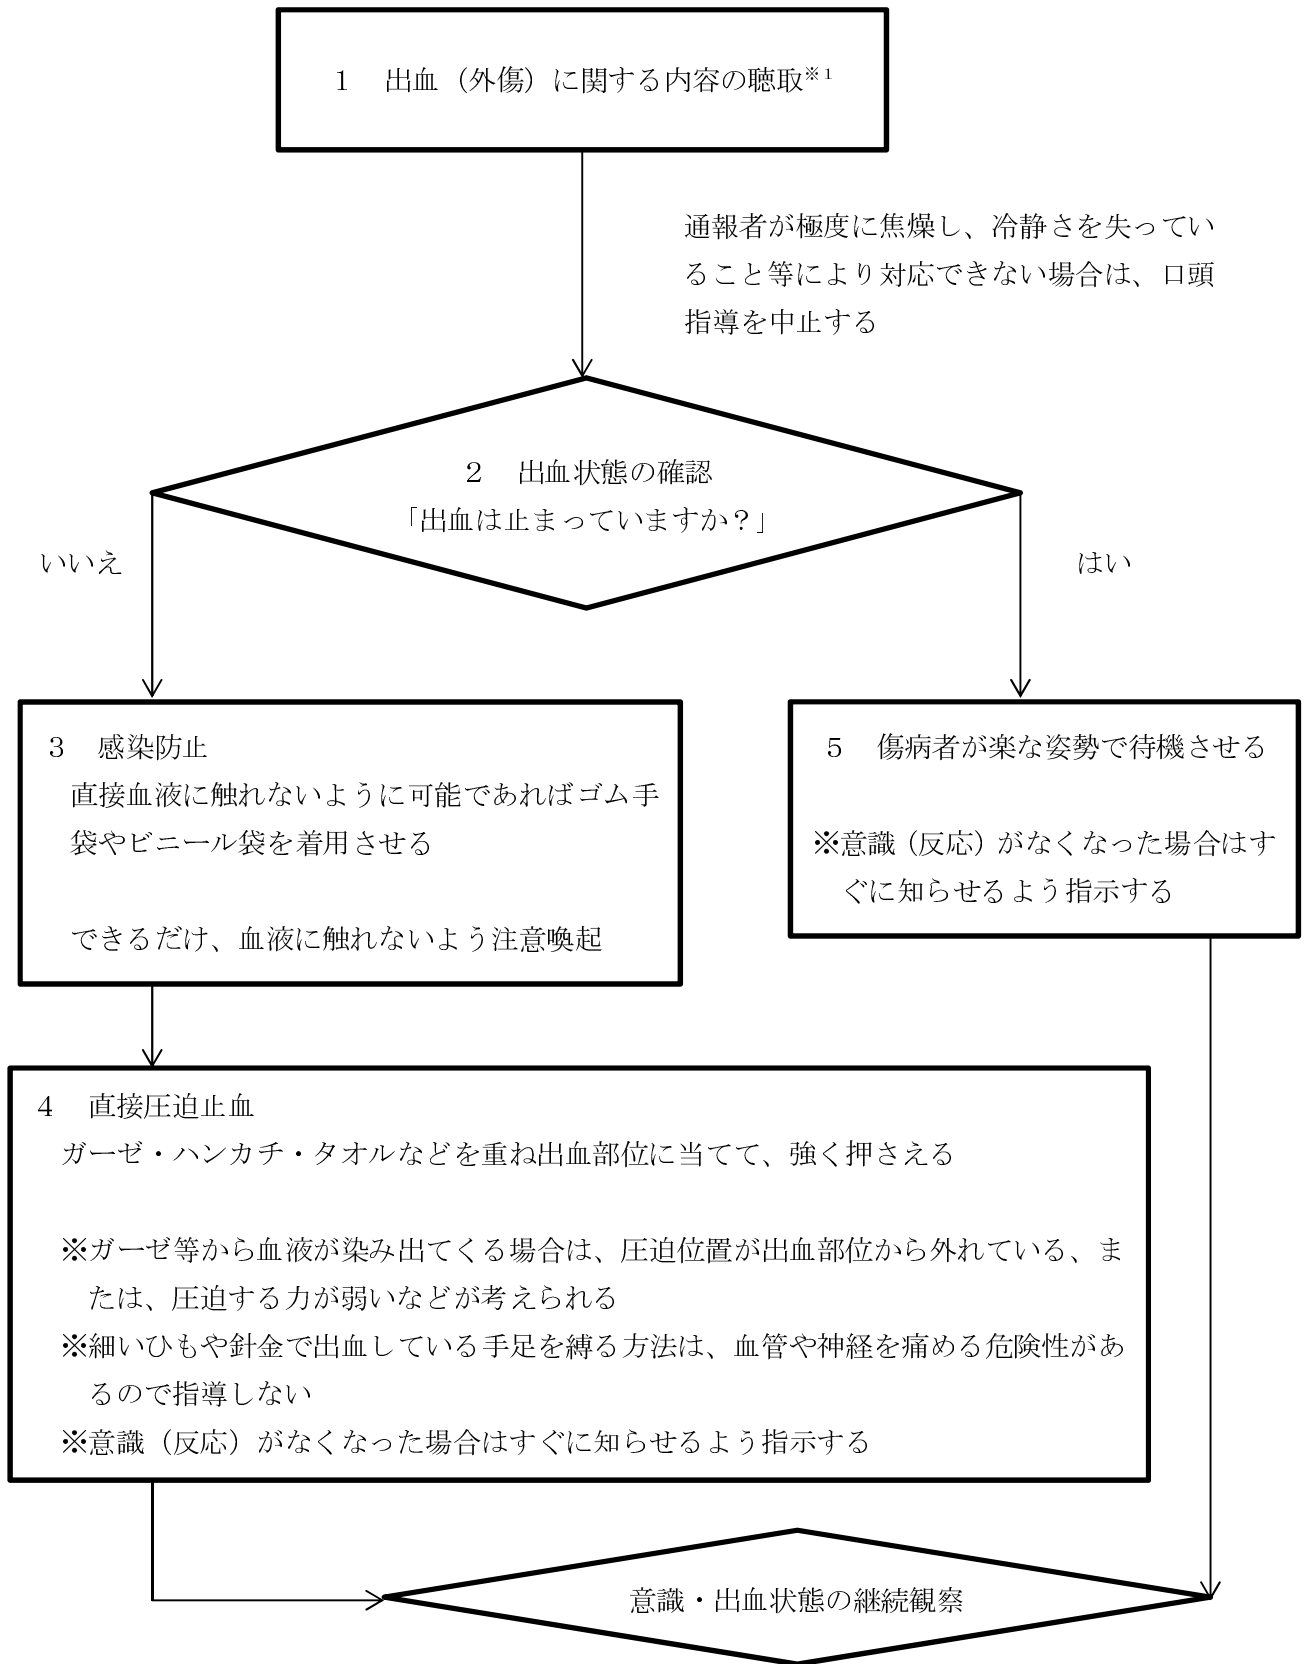 １　出血（外傷）に関する内容の聴取※１
通報者が極度に焦燥し、冷静さを失ってい
ること等により対応できない場合は、口頭
指導を中止する
２　出血状態の確認
「出血は止まっていますか？」
いいえ
はい
３　感染防止
直接血液に触れないように可能であればゴム手
袋やビニール袋を着用させる
できるだけ、血液に触れないよう注意喚起
５　傷病者が楽な姿勢で待機させる
※意識（反応）がなくなった場合はす
ぐに知らせるよう指示する
４　直接圧迫止血
ガーゼ・ハンカチ・タオルなどを重ね出血部位に当てて、強く押さえる
※ガーゼ等から血液が染み出てくる場合は、圧迫位置が出血部位から外れている、ま
たは、圧迫する力が弱いなどが考えられる
※細いひもや針金で出血している手足を縛る方法は、血管や神経を痛める危険性があ
るので指導しない
※意識（反応）がなくなった場合はすぐに知らせるよう指示する
意識・出血状態の継続観察